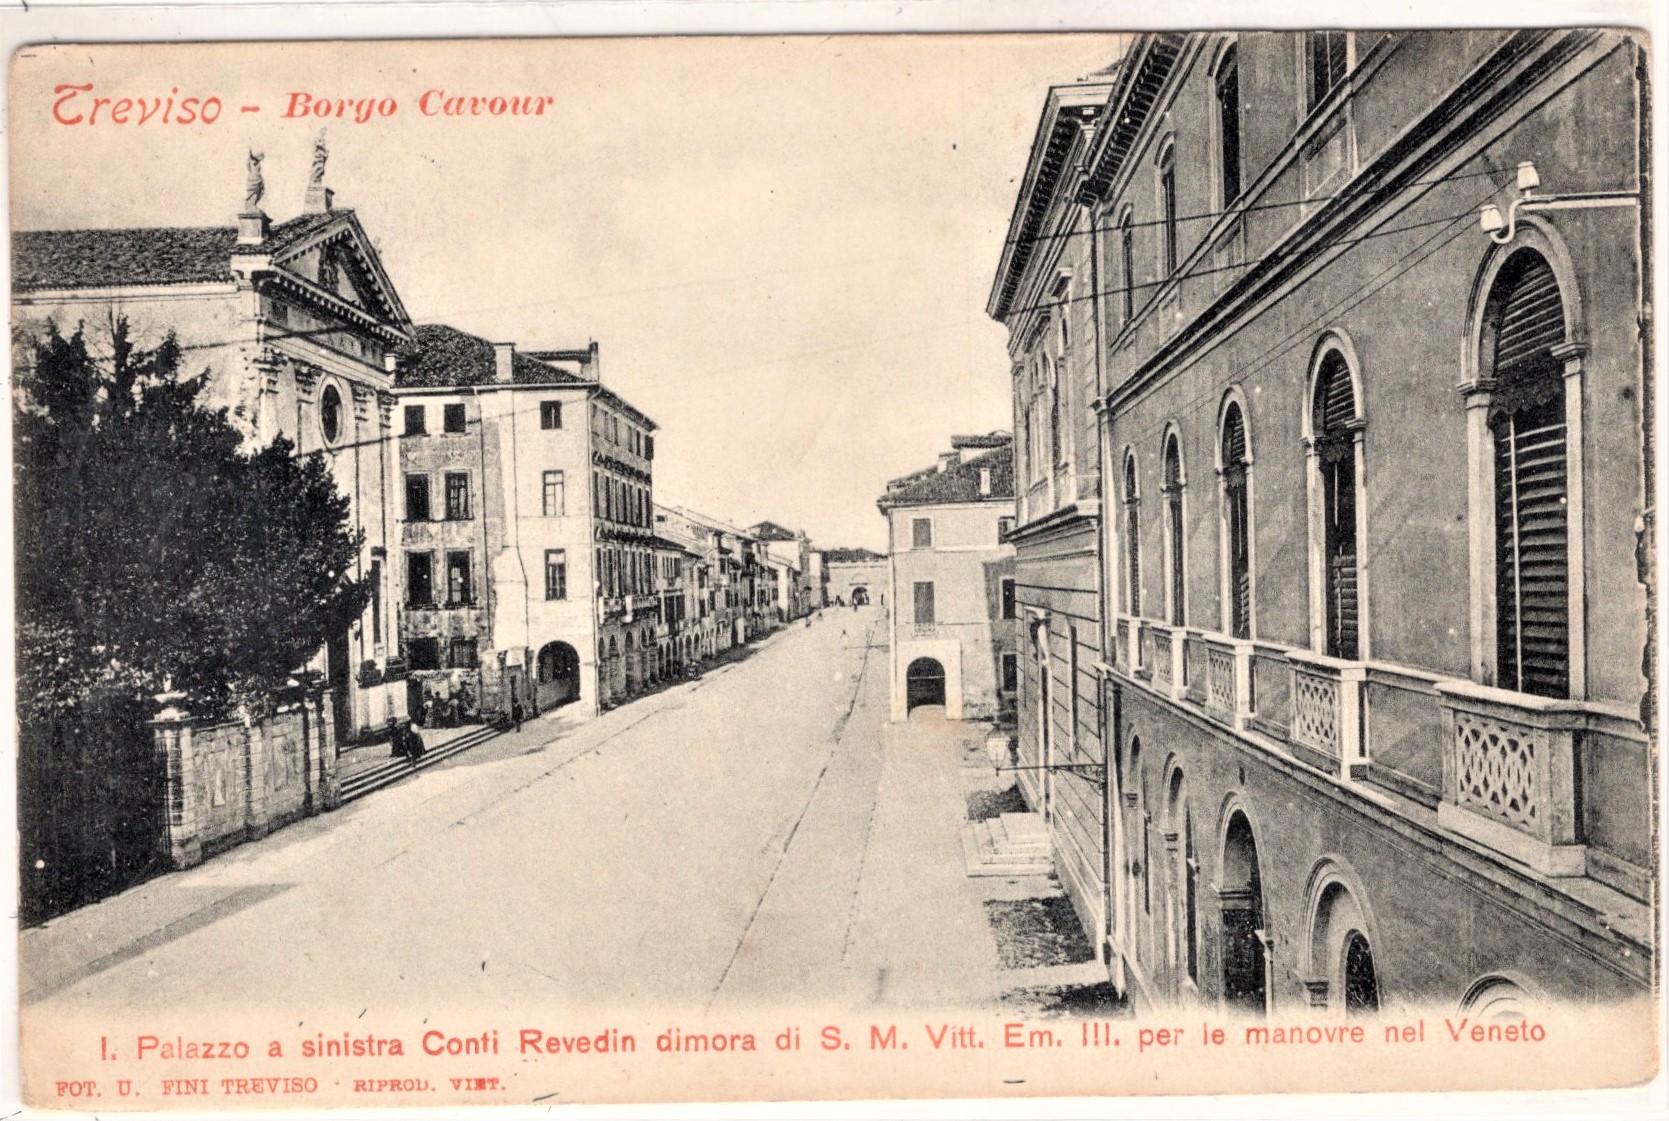 Treviso - Borgo Cavour
I. Palazzo a sinistra Conti Revedin dimora di S. M. Vitt. Em. III. per le manovre nel Veneto
FOT. U. FINI TREVISO · RIPROD. VIET.